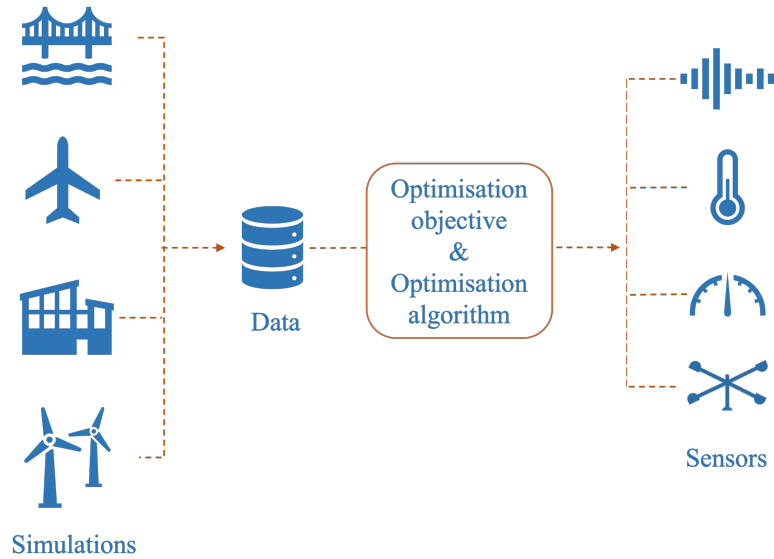 Optimisation
objective
&
Optimisation
algorithm
Data
Sensors
Simulations